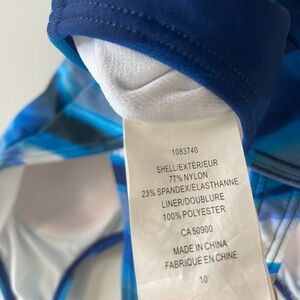 1083740
SHELL/EXTÉRIEUR
77% NYLON
23% SPANDEX/ÉLASTHANNE
LINER/DOUBLURE
100% POLYESTER
CA 50900
MADE IN CHINA
FABRIQUÉ EN CHINE
10